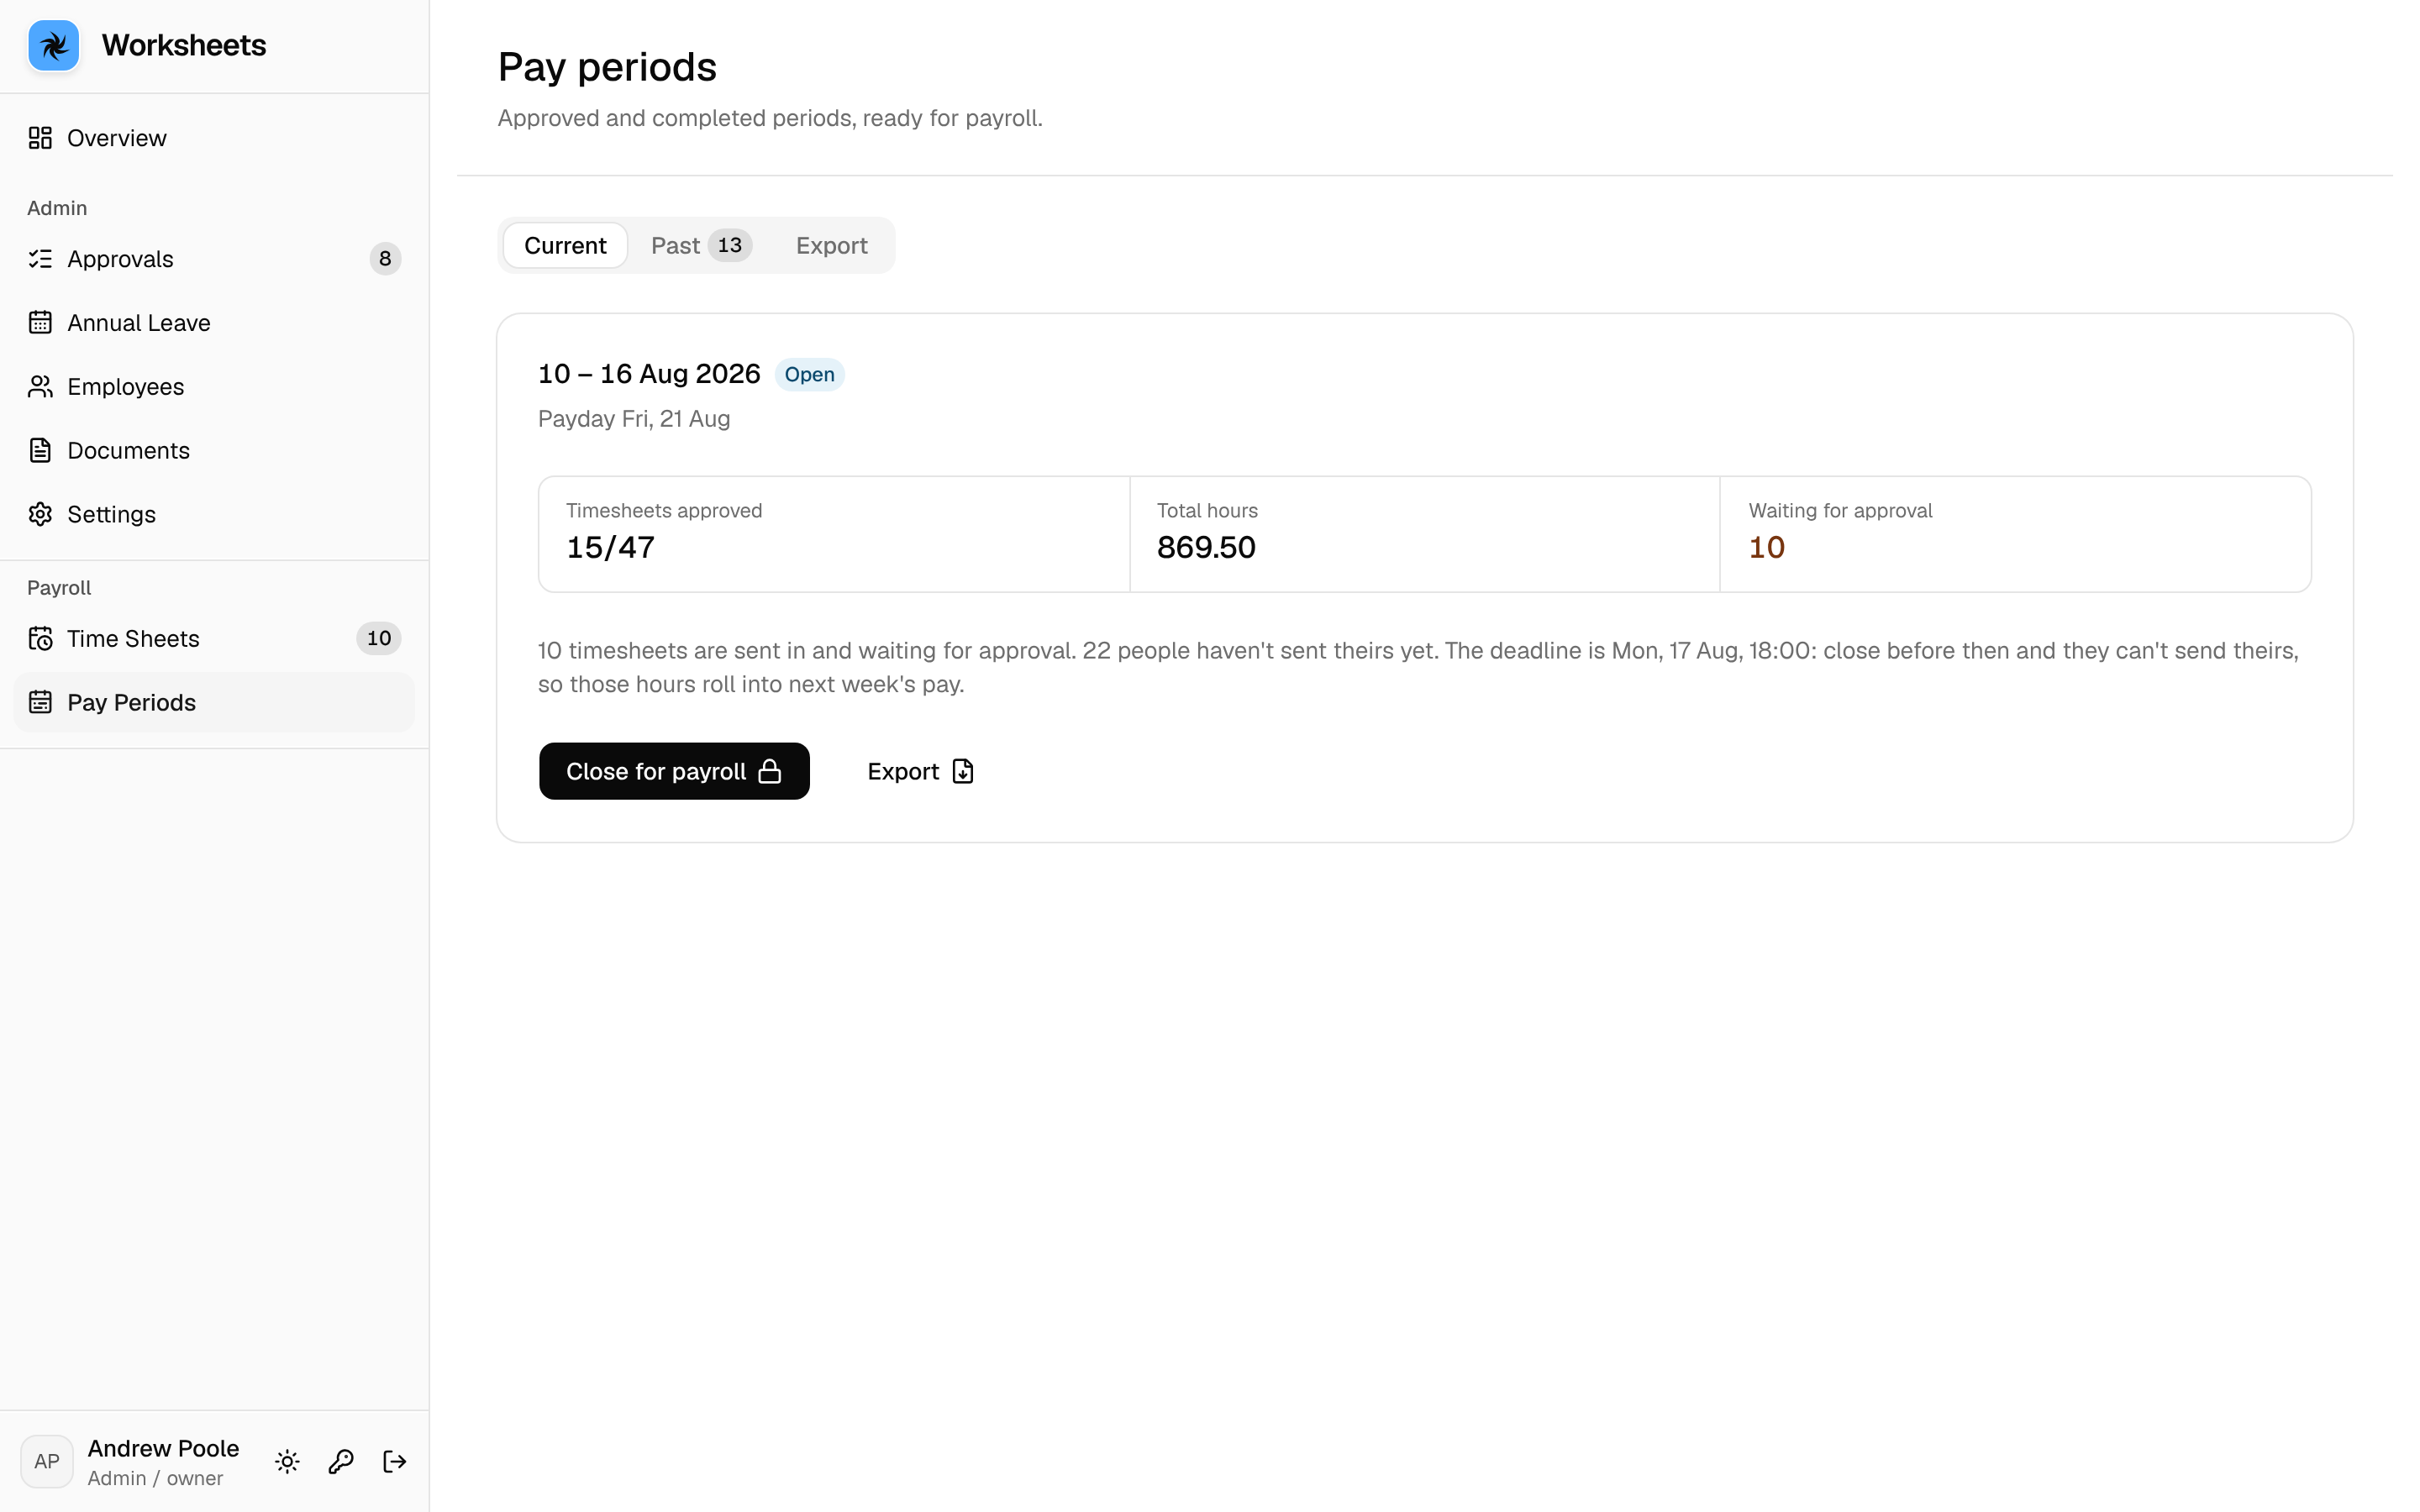 Worksheets
Overview
Admin
Approvals 8
Annual Leave
Employees
Documents
Settings
Payroll
Time Sheets 10
Pay Periods
AP
Andrew Poole
Admin / owner
Pay periods
Approved and completed periods, ready for payroll.
Current Past 13 Export
10 – 16 Aug 2026 Open
Payday Fri, 21 Aug
Timesheets approved
15/47
Total hours
869.50
Waiting for approval
10
10 timesheets are sent in and waiting for approval. 22 people haven't sent theirs yet. The deadline is Mon, 17 Aug, 18:00: close before then and they can't send theirs,
so those hours roll into next week's pay.
Close for payroll Export